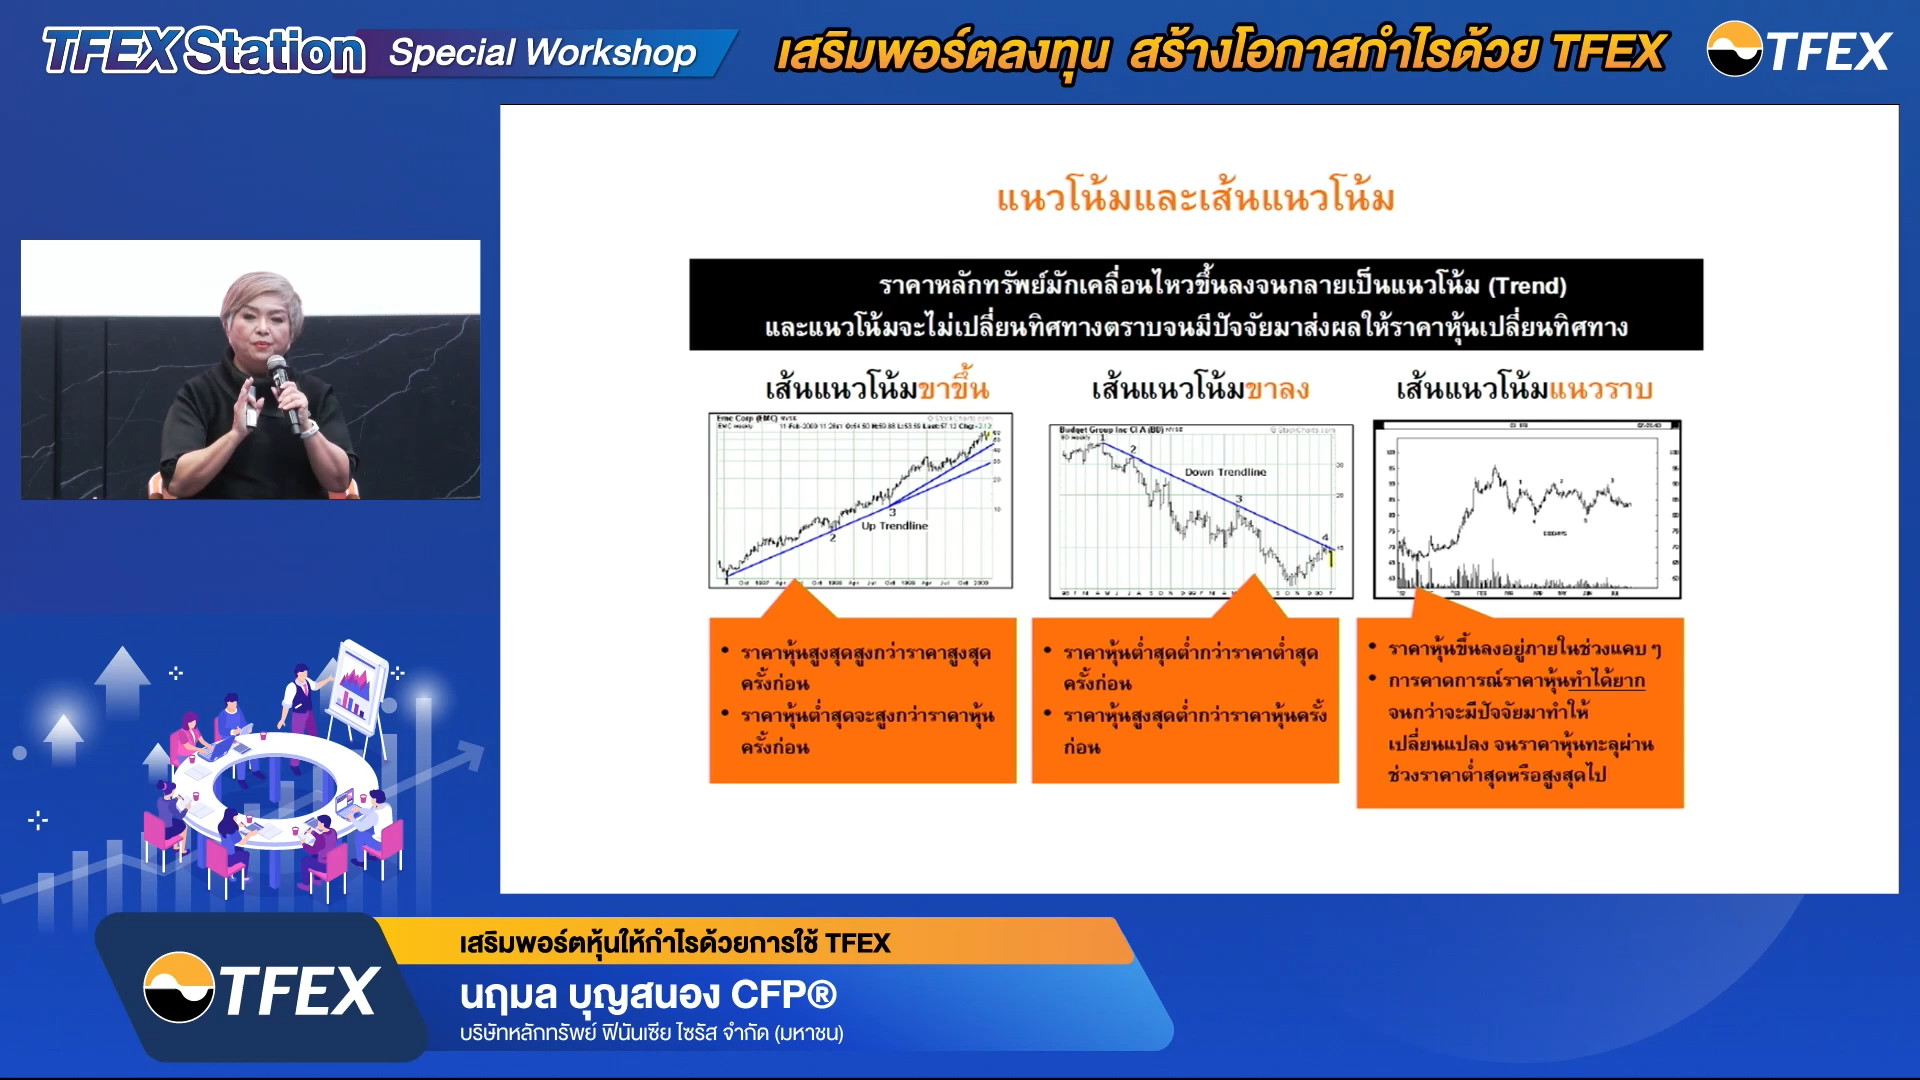 TFEX Station Special Workshop
เสริมพอร์ตลงทุน สร้างโอกาสกำไรด้วย TFEX
TFEX
แนวโน้มและเส้นแนวโน้ม
ราคาหลักทรัพย์มักเคลื่อนไหวขึ้นลงจนกลายเป็นแนวโน้ม (Trend)
และแนวโน้มจะไม่เปลี่ยนทิศทางตราบจนมีปัจจัยมาส่งผลให้ราคาหุ้นเปลี่ยนทิศทาง
เส้นแนวโน้มขาขึ้น
Emc Corp (EMC) NYSE
Up Trendline
1
2
3
ราคาหุ้นสูงสุดสูงกว่าราคาสูงสุด
ครั้งก่อน
ราคาหุ้นต่ำสุดจะสูงกว่าราคาหุ้น
ครั้งก่อน
เส้นแนวโน้มขาลง
Budget Group Inc Cl A (BD) NYSE
Down Trendline
1
2
3
4
ราคาหุ้นต่ำสุดต่ำกว่าราคาต่ำสุด
ครั้งก่อน
ราคาหุ้นสูงสุดต่ำกว่าราคาหุ้นครั้ง
ก่อน
เส้นแนวโน้มแนวราบ
ราคาหุ้นขึ้นลงอยู่ภายในช่วงแคบ ๆ
การคาดการณ์ราคาหุ้นทำได้ยาก
จนกว่าจะมีปัจจัยมาทำให้
เปลี่ยนแปลง จนราคาหุ้นทะลุผ่าน
ช่วงราคาต่ำสุดหรือสูงสุดไป
TFEX
เสริมพอร์ตหุ้นให้กำไรด้วยการใช้ TFEX
นฤมล บุญสนอง CFP®
บริษัทหลักทรัพย์ ฟินันเซีย ไซรัส จำกัด (มหาชน)